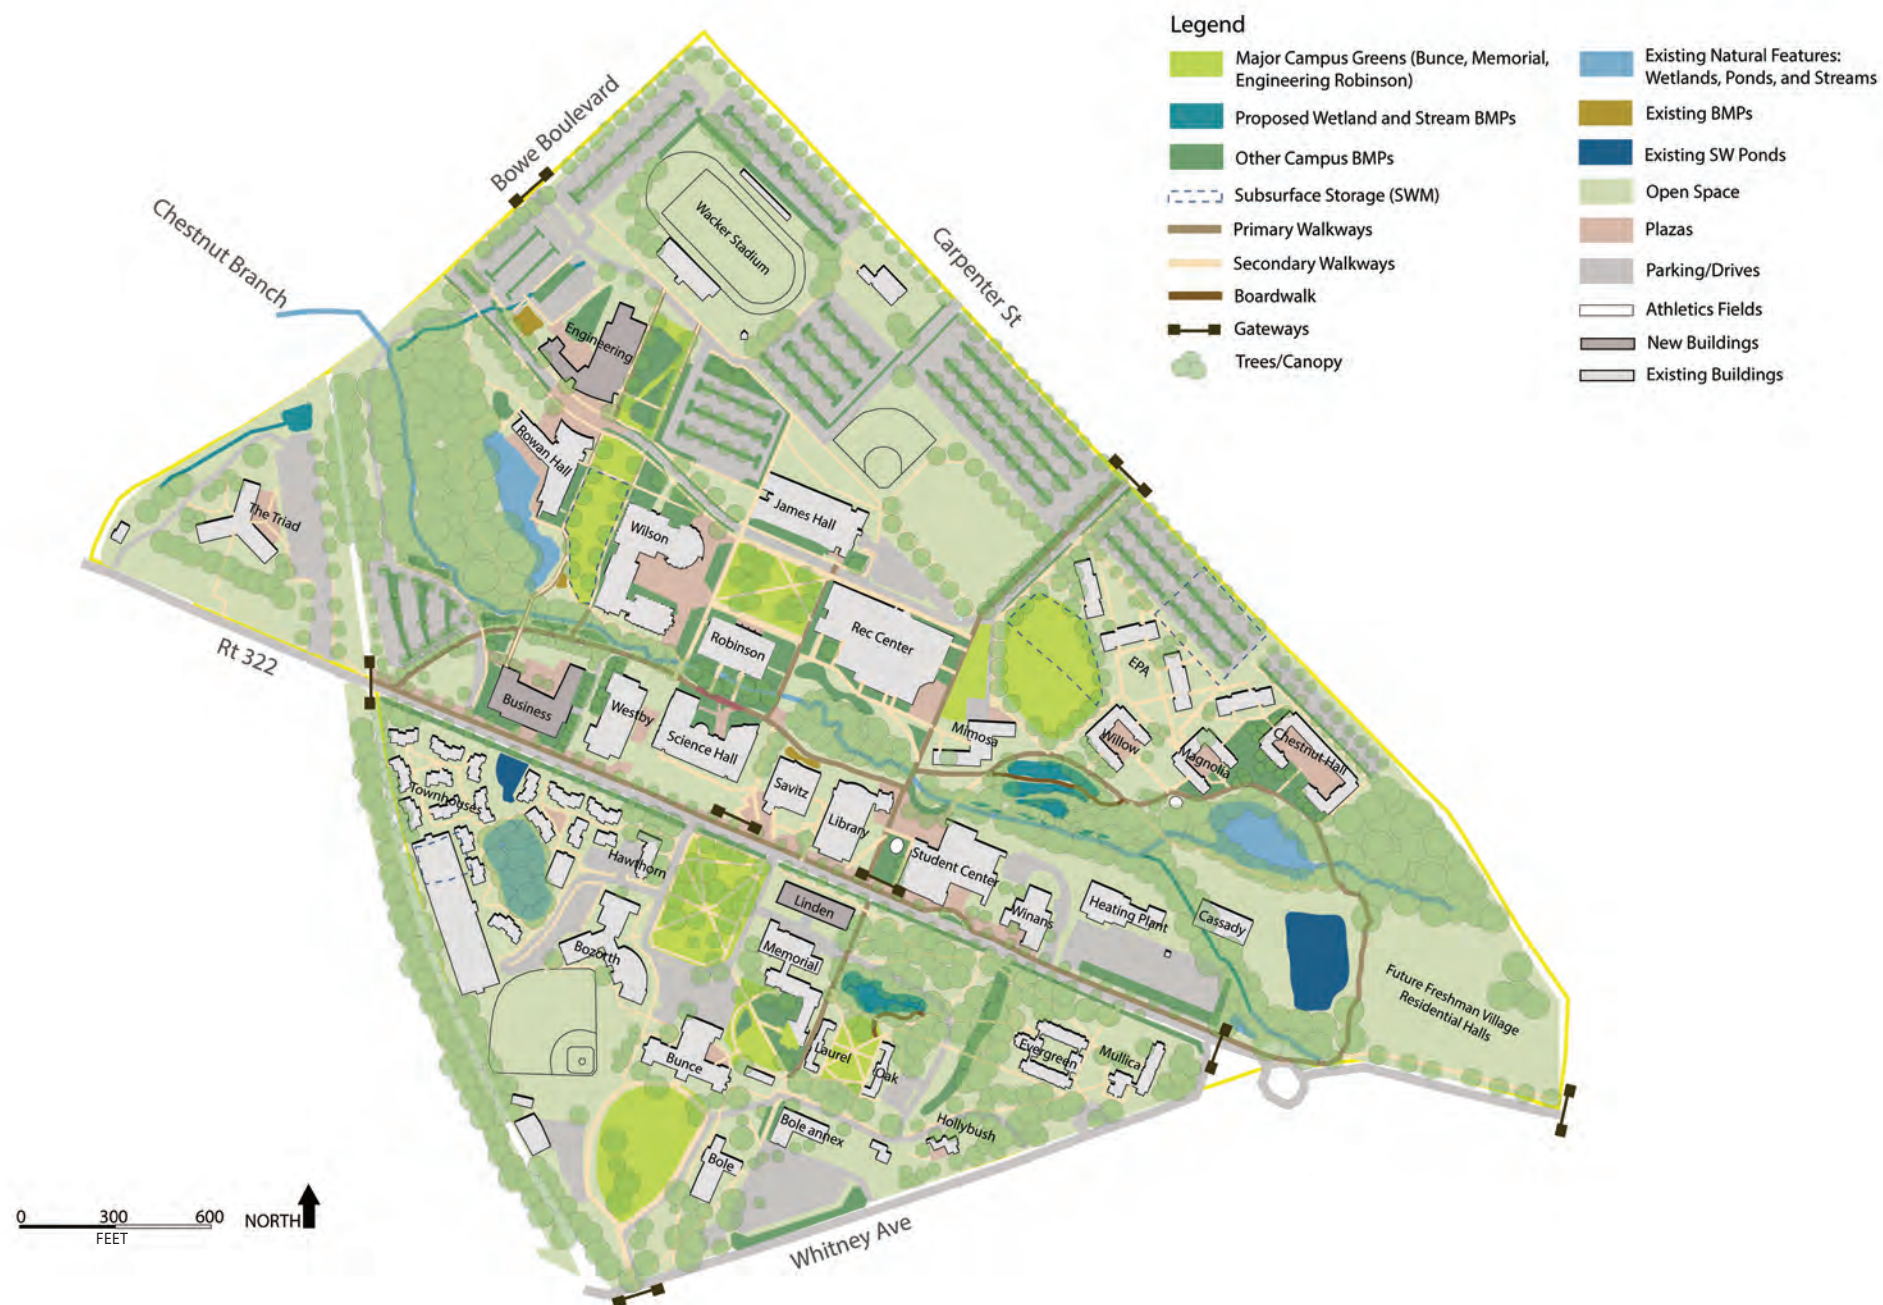 Legend
Major Campus Greens (Bunce, Memorial,
Engineering Robinson)
Proposed Wetland and Stream BMPs
Other Campus BMPs
Subsurface Storage (SWM)
Primary Walkways
Secondary Walkways
Boardwalk
Gateways
Trees/Canopy
Existing Natural Features:
Wetlands, Ponds, and Streams
Existing BMPs
Existing SW Ponds
Open Space
Plazas
Parking/Drives
Athletics Fields
New Buildings
Existing Buildings
Bowe Boulevard
Chestnut Branch
Carpenter St
Wacker Stadium
Engineering
Rowan Hall
The Triad
James Hall
Wilson
Rec Center
Robinson
EPA
Rt 322
Business
Westby
Science Hall
Mimosa
Willow
Magnolia
Chestnut Hall
Savitz
Library
Townhouses
Hawthorn
Student Center
Linden
Winans
Heating Plant
Cassady
Bozorth
Memorial
Future Freshman Village
Residential Halls
Bunce
Laurel
Oak
Evergreen
Mullica
Hollybush
Bole annex
Bole
Whitney Ave
0 300 600
FEET
NORTH